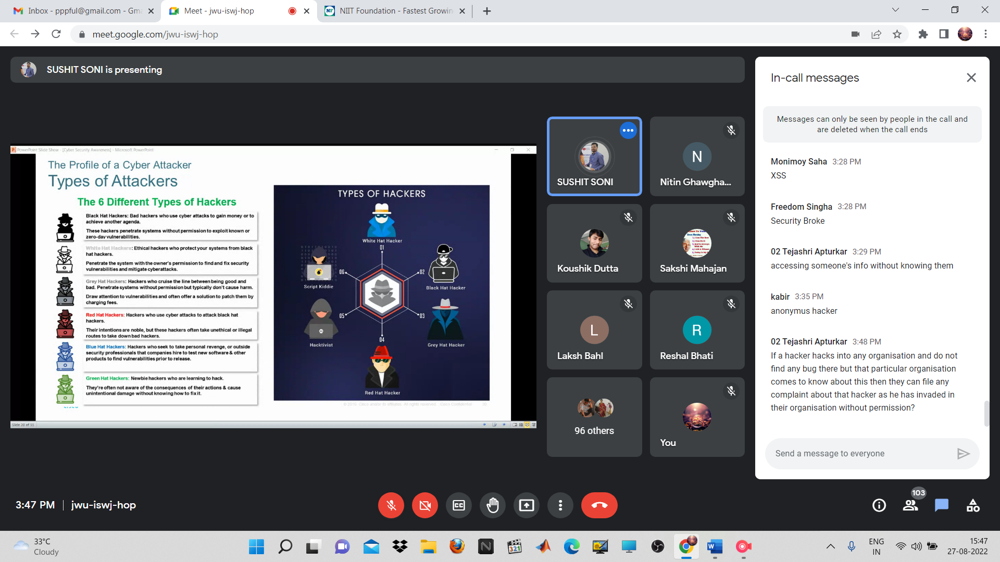 Inbox - pppful@gmail.com - Gma
Meet - jwu-iswj-hop
NIIT Foundation - Fastest Growin
meet.google.com/jwu-iswj-hop
SUSHIT SONI is presenting
PowerPoint Slide Show - [Cyber Security Awareness] - Microsoft PowerPoint
The Profile of a Cyber Attacker
Types of Attackers
The 6 Different Types of Hackers
Black Hat Hackers: Bad hackers who use cyber attacks to gain money or to
achieve another agenda.
These hackers penetrate systems without permission to exploit known or
zero-day vulnerabilities.
White Hat Hackers: Ethical hackers who protect your systems from black
hat hackers.
Penetrate the system with the owner's permission to find and fix security
vulnerabilities and mitigate cyberattacks.
Grey Hat Hackers: Hackers who cruise the line between being good and
bad. Penetrate systems without permission but typically don't cause harm.
Draw attention to vulnerabilities and often offer a solution to patch them by
charging fees.
Red Hat Hackers: Hackers who use cyber attacks to attack black hat
hackers.
Their intentions are noble, but these hackers often take unethical or illegal
routes to take down bad hackers.
Blue Hat Hackers: Hackers who seek to take personal revenge, or outside
security professionals that companies hire to test new software & other
products to find vulnerabilities prior to release.
Green Hat Hackers: Newbie hackers who are learning to hack.
They're often not aware of the consequences of their actions & cause
unintentional damage without knowing how to fix it.
TYPES OF HACKERS
White Hat Hacker
01
02
Black Hat Hacker
03
Grey Hat Hacker
04
Red Hat Hacker
05
Hacktivist
06
Script Kiddie
© 2019 Cisco and/or its affiliates. All rights reserved. Cisco Confidential 20
Slide 20 of 55
SUSHIT SONI
N
Nitin Ghawgha...
Koushik Dutta
Sakshi Mahajan
L
Laksh Bahl
R
Reshal Bhati
96 others
You
In-call messages
Messages can only be seen by people in the call and
are deleted when the call ends
Monimoy Saha 3:28 PM
XSS
Freedom Singha 3:28 PM
Security Broke
02 Tejashri Apturkar 3:29 PM
accessing someone's info without knowing them
kabir 3:35 PM
anonymus hacker
02 Tejashri Apturkar 3:48 PM
If a hacker hacks into any organisation and do not
find any bug there but that particular organisation
comes to know about this then they can file any
complaint about that hacker as he has invaded in
their organisation without permission?
Send a message to everyone
3:47 PM | jwu-iswj-hop
CC
103
33°C
Cloudy
321
ENG
IN
15:47
27-08-2022